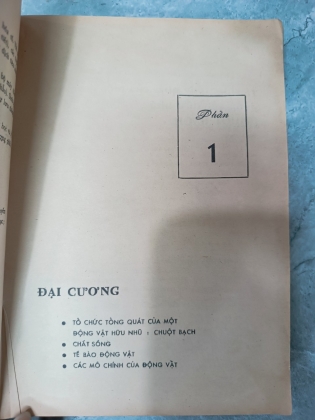 Phần
1
ĐẠI CƯƠNG
• TỔ CHỨC TỔNG QUÁT CỦA MỘT
ĐỘNG VẬT HỮU NHŨ : CHUỘT BẠCH
• CHẤT SỐNG
• TẾ BÀO ĐỘNG VẬT
• CÁC MÔ CHÍNH CỦA ĐỘNG VẬT